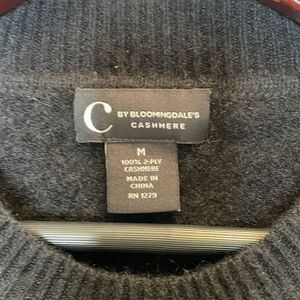 C BY BLOOMINGDALE'S
CASHMERE
M
100% 2-PLY
CASHMERE
MADE IN
CHINA
RN 1279